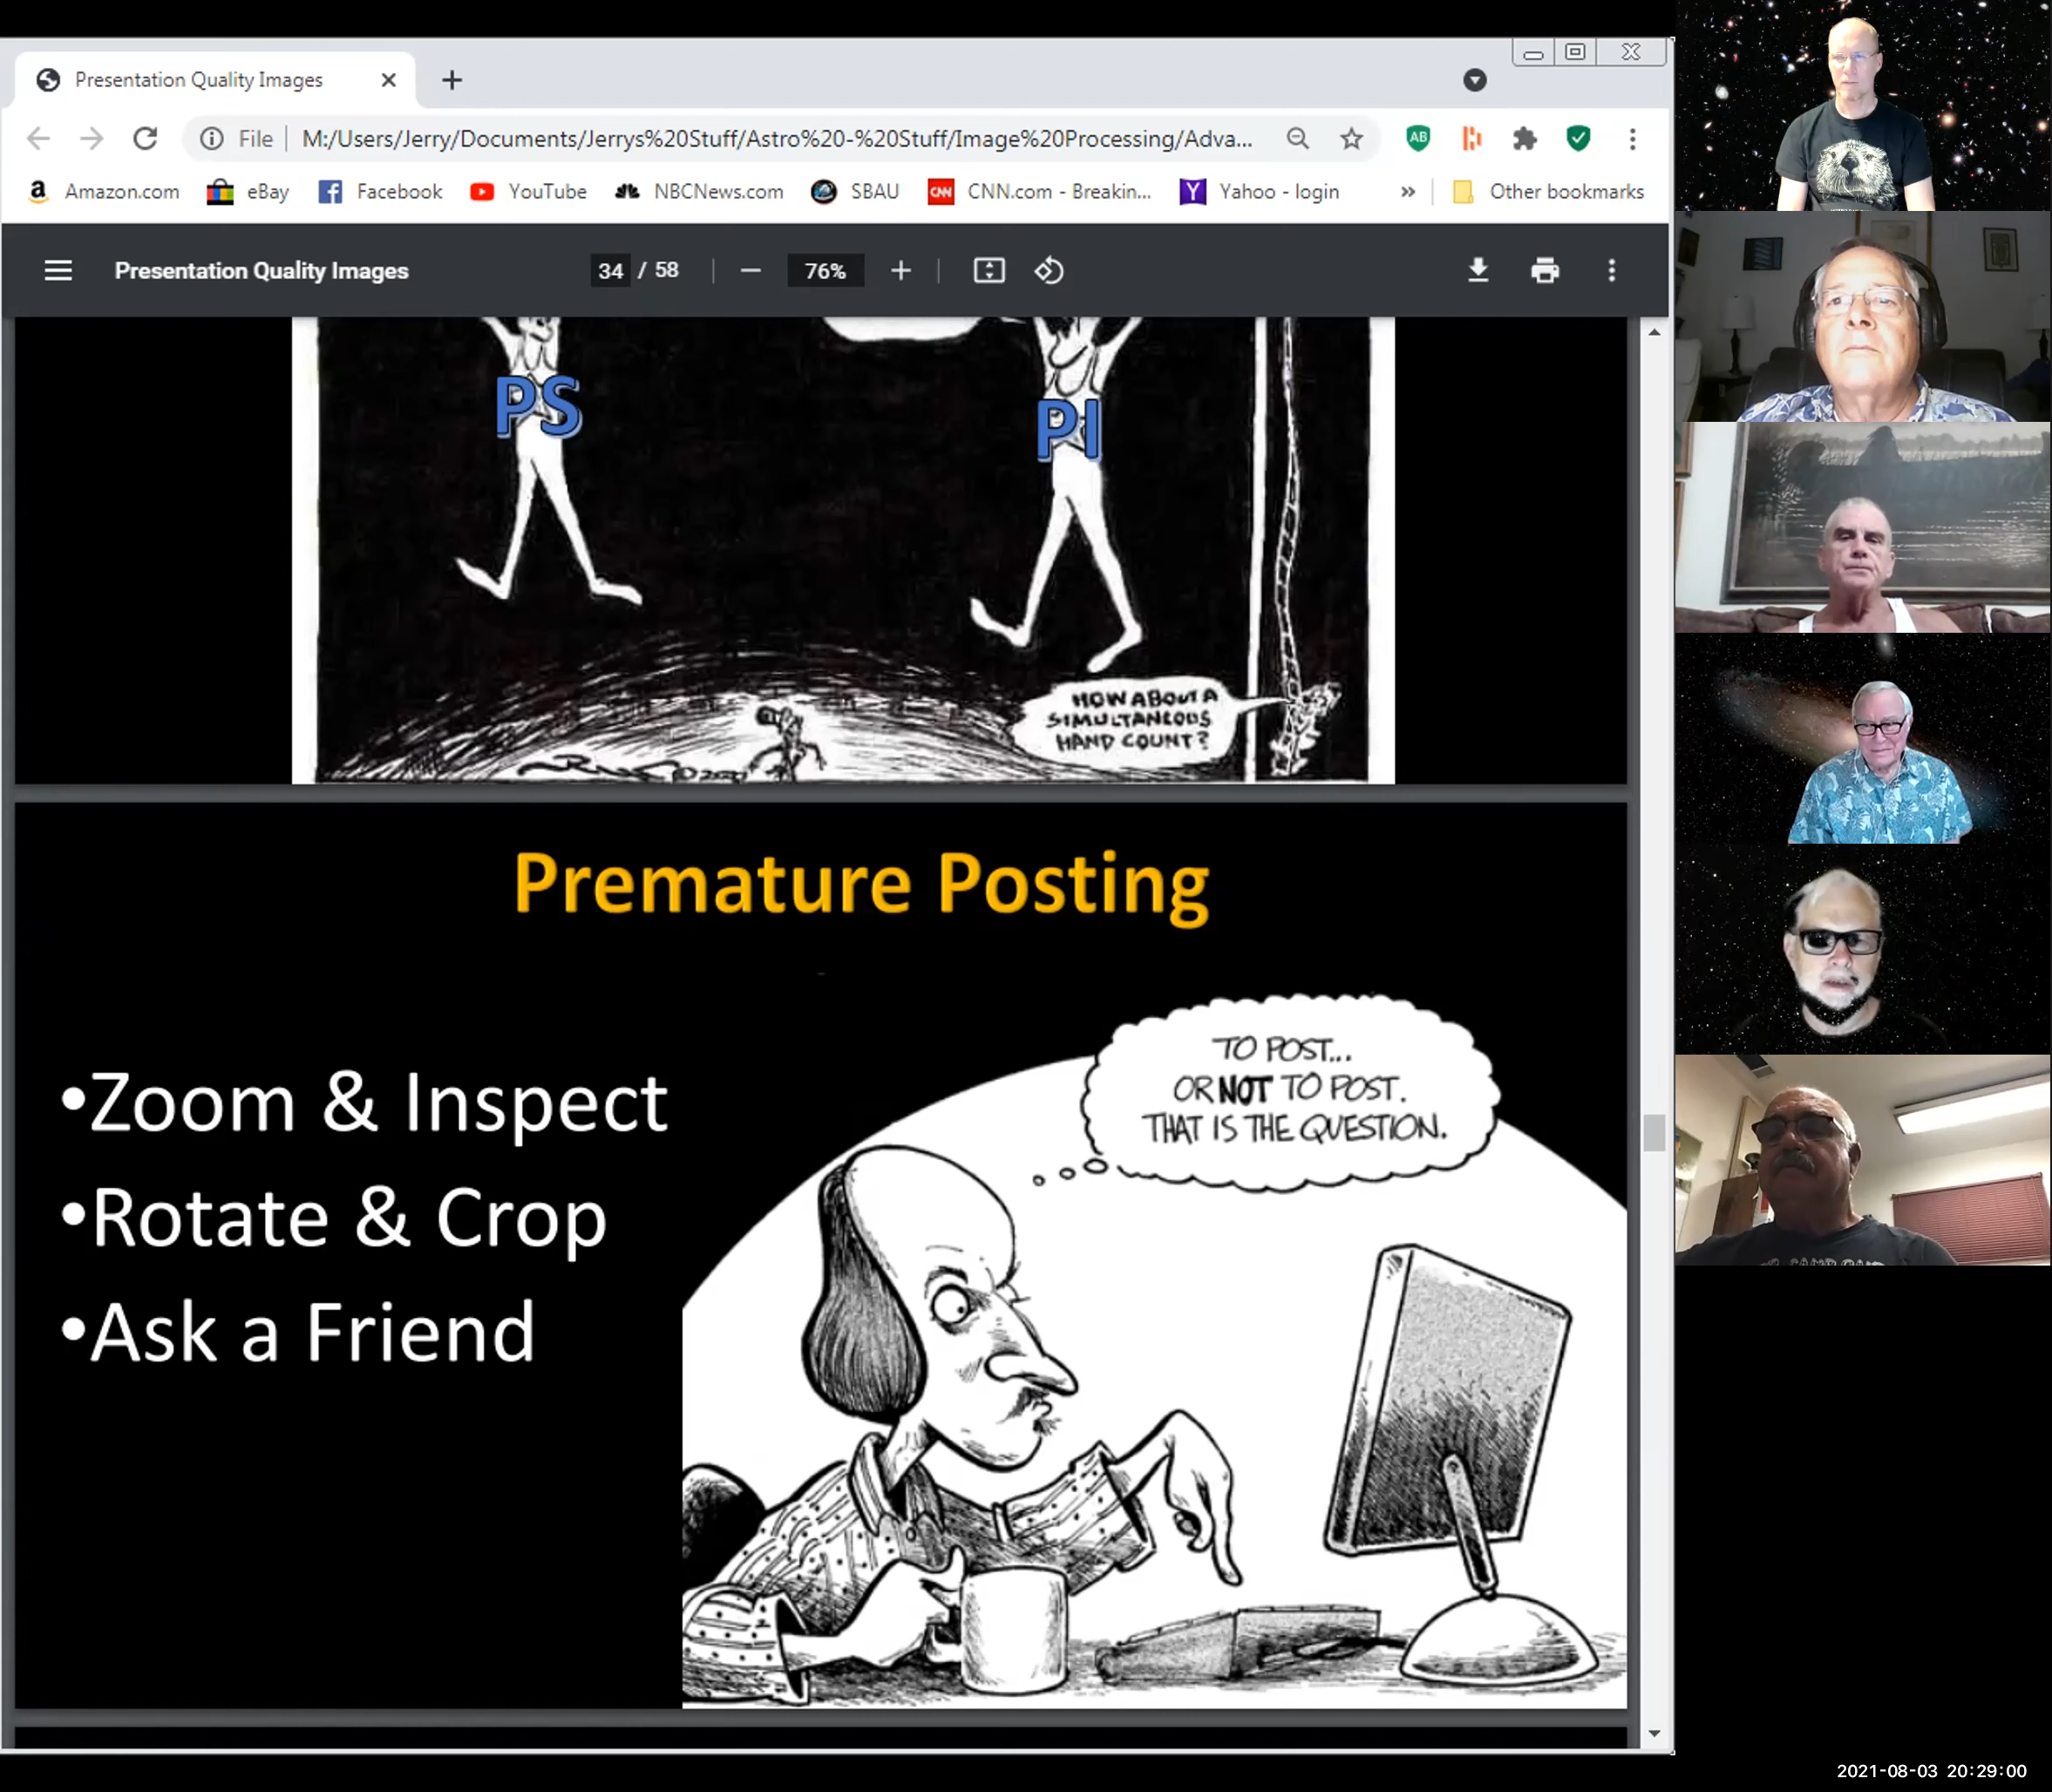 Presentation Quality Images
File M:/Users/Jerry/Documents/Jerrys%20Stuff/Astro%20-%20Stuff/Image%20Processing/Adva...
AB
a Amazon.com eBay f Facebook YouTube NBCNews.com SBAU CNN CNN.com - Breakin... Y Yahoo - login » Other bookmarks
Presentation Quality Images 34 / 58 76%
PS
PI
HOW ABOUT A
SIMULTANEOUS
HAND COUNT?
Premature Posting
•Zoom & Inspect
•Rotate & Crop
•Ask a Friend
TO POST...
OR NOT TO POST.
THAT IS THE QUESTION.
2021-08-03 20:29:00